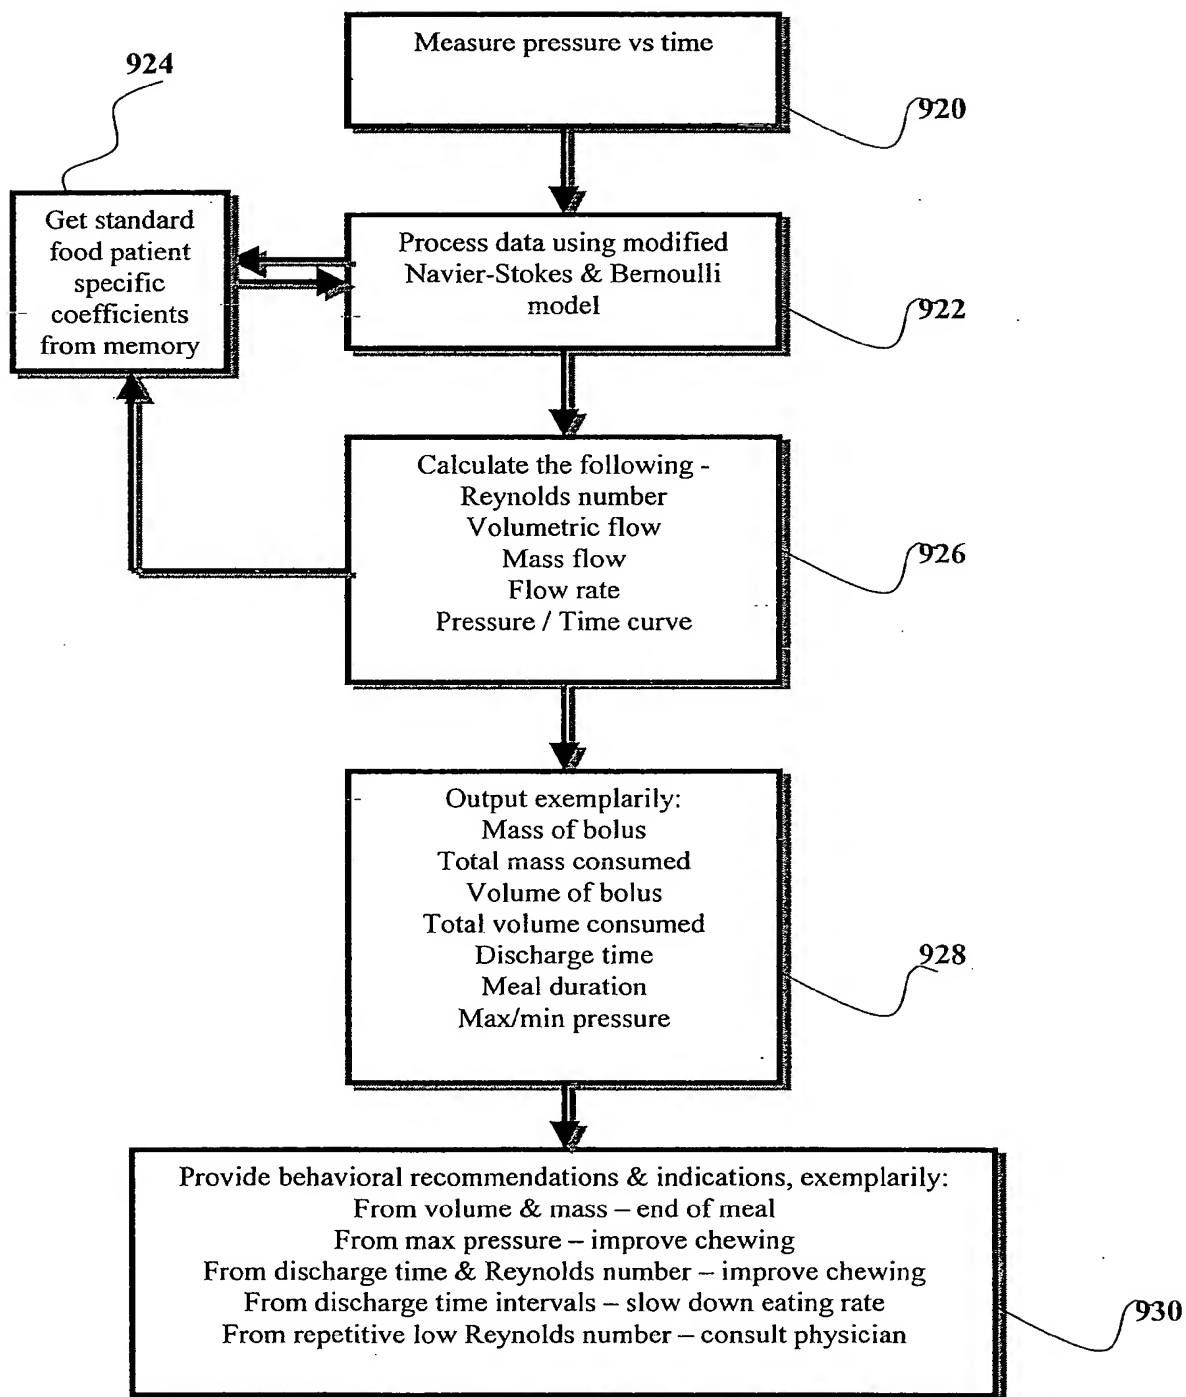 Measure pressure vs time
924
920
Get standard
food patient
specific
coefficients
from memory
Process data using modified
Navier-Stokes & Bernoulli
model
922
Calculate the following -
Reynolds number
Volumetric flow
Mass flow
Flow rate
Pressure / Time curve
926
Output exemplarily:
Mass of bolus
Total mass consumed
Volume of bolus
Total volume consumed
Discharge time
Meal duration
Max/min pressure
928
Provide behavioral recommendations & indications, exemplarily:
From volume & mass – end of meal
From max pressure – improve chewing
From discharge time & Reynolds number – improve chewing
From discharge time intervals – slow down eating rate
From repetitive low Reynolds number – consult physician
930